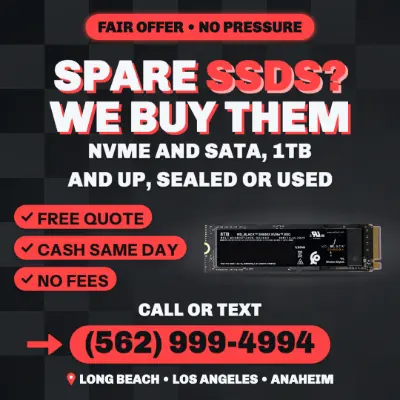 FAIR OFFER • NO PRESSURE
SPARE SSDS?
WE BUY THEM
NVME AND SATA, 1TB
AND UP, SEALED OR USED
FREE QUOTE
CASH SAME DAY
NO FEES
CALL OR TEXT
(562) 999-4994
LONG BEACH • LOS ANGELES • ANAHEIM